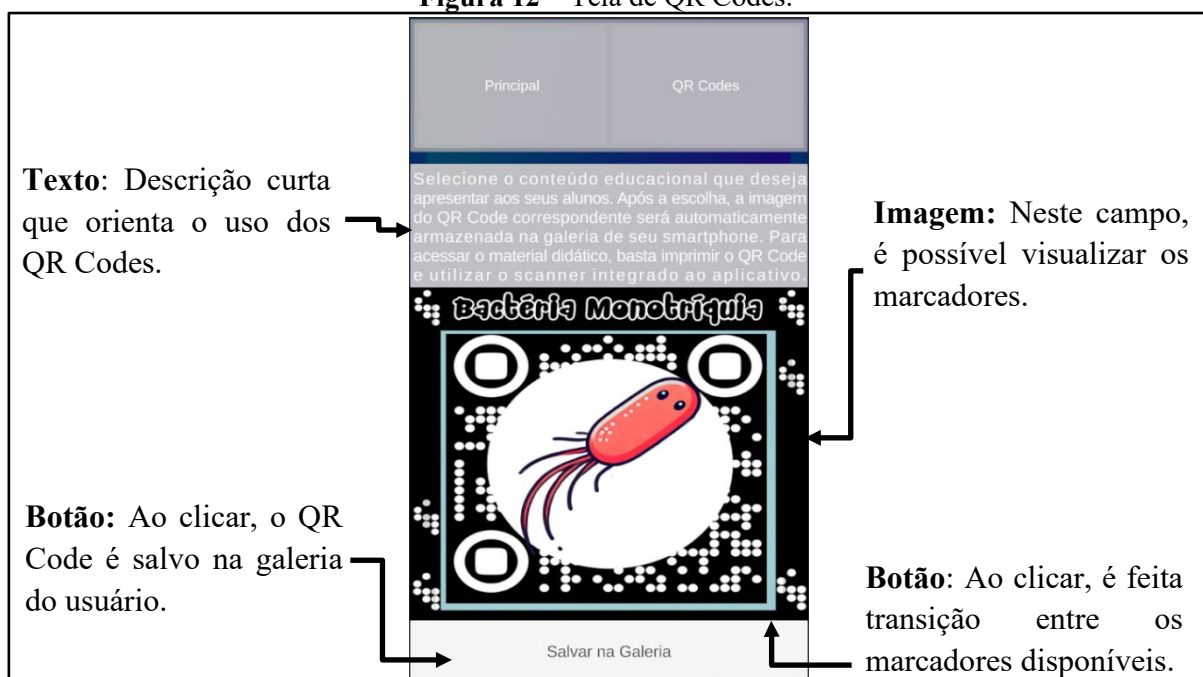 Figura 12 – Tela de QR Codes.
Principal
QR Codes
Texto: Descrição curta
que orienta o uso dos
QR Codes.
Selecione o conteúdo educacional que deseja
apresentar aos seus alunos. Após a escolha, a imagem
do QR Code correspondente será automaticamente
armazenada na galeria de seu smartphone. Para
acessar o material didático, basta imprimir o QR Code
e utilizar o scanner integrado ao aplicativo.
Imagem: Neste campo,
é possível visualizar os
marcadores.
Bactéria Monotríquia
Botão: Ao clicar, o QR
Code é salvo na galeria
do usuário.
Botão: Ao clicar, é feita
transição entre os
marcadores disponíveis.
Salvar na Galeria